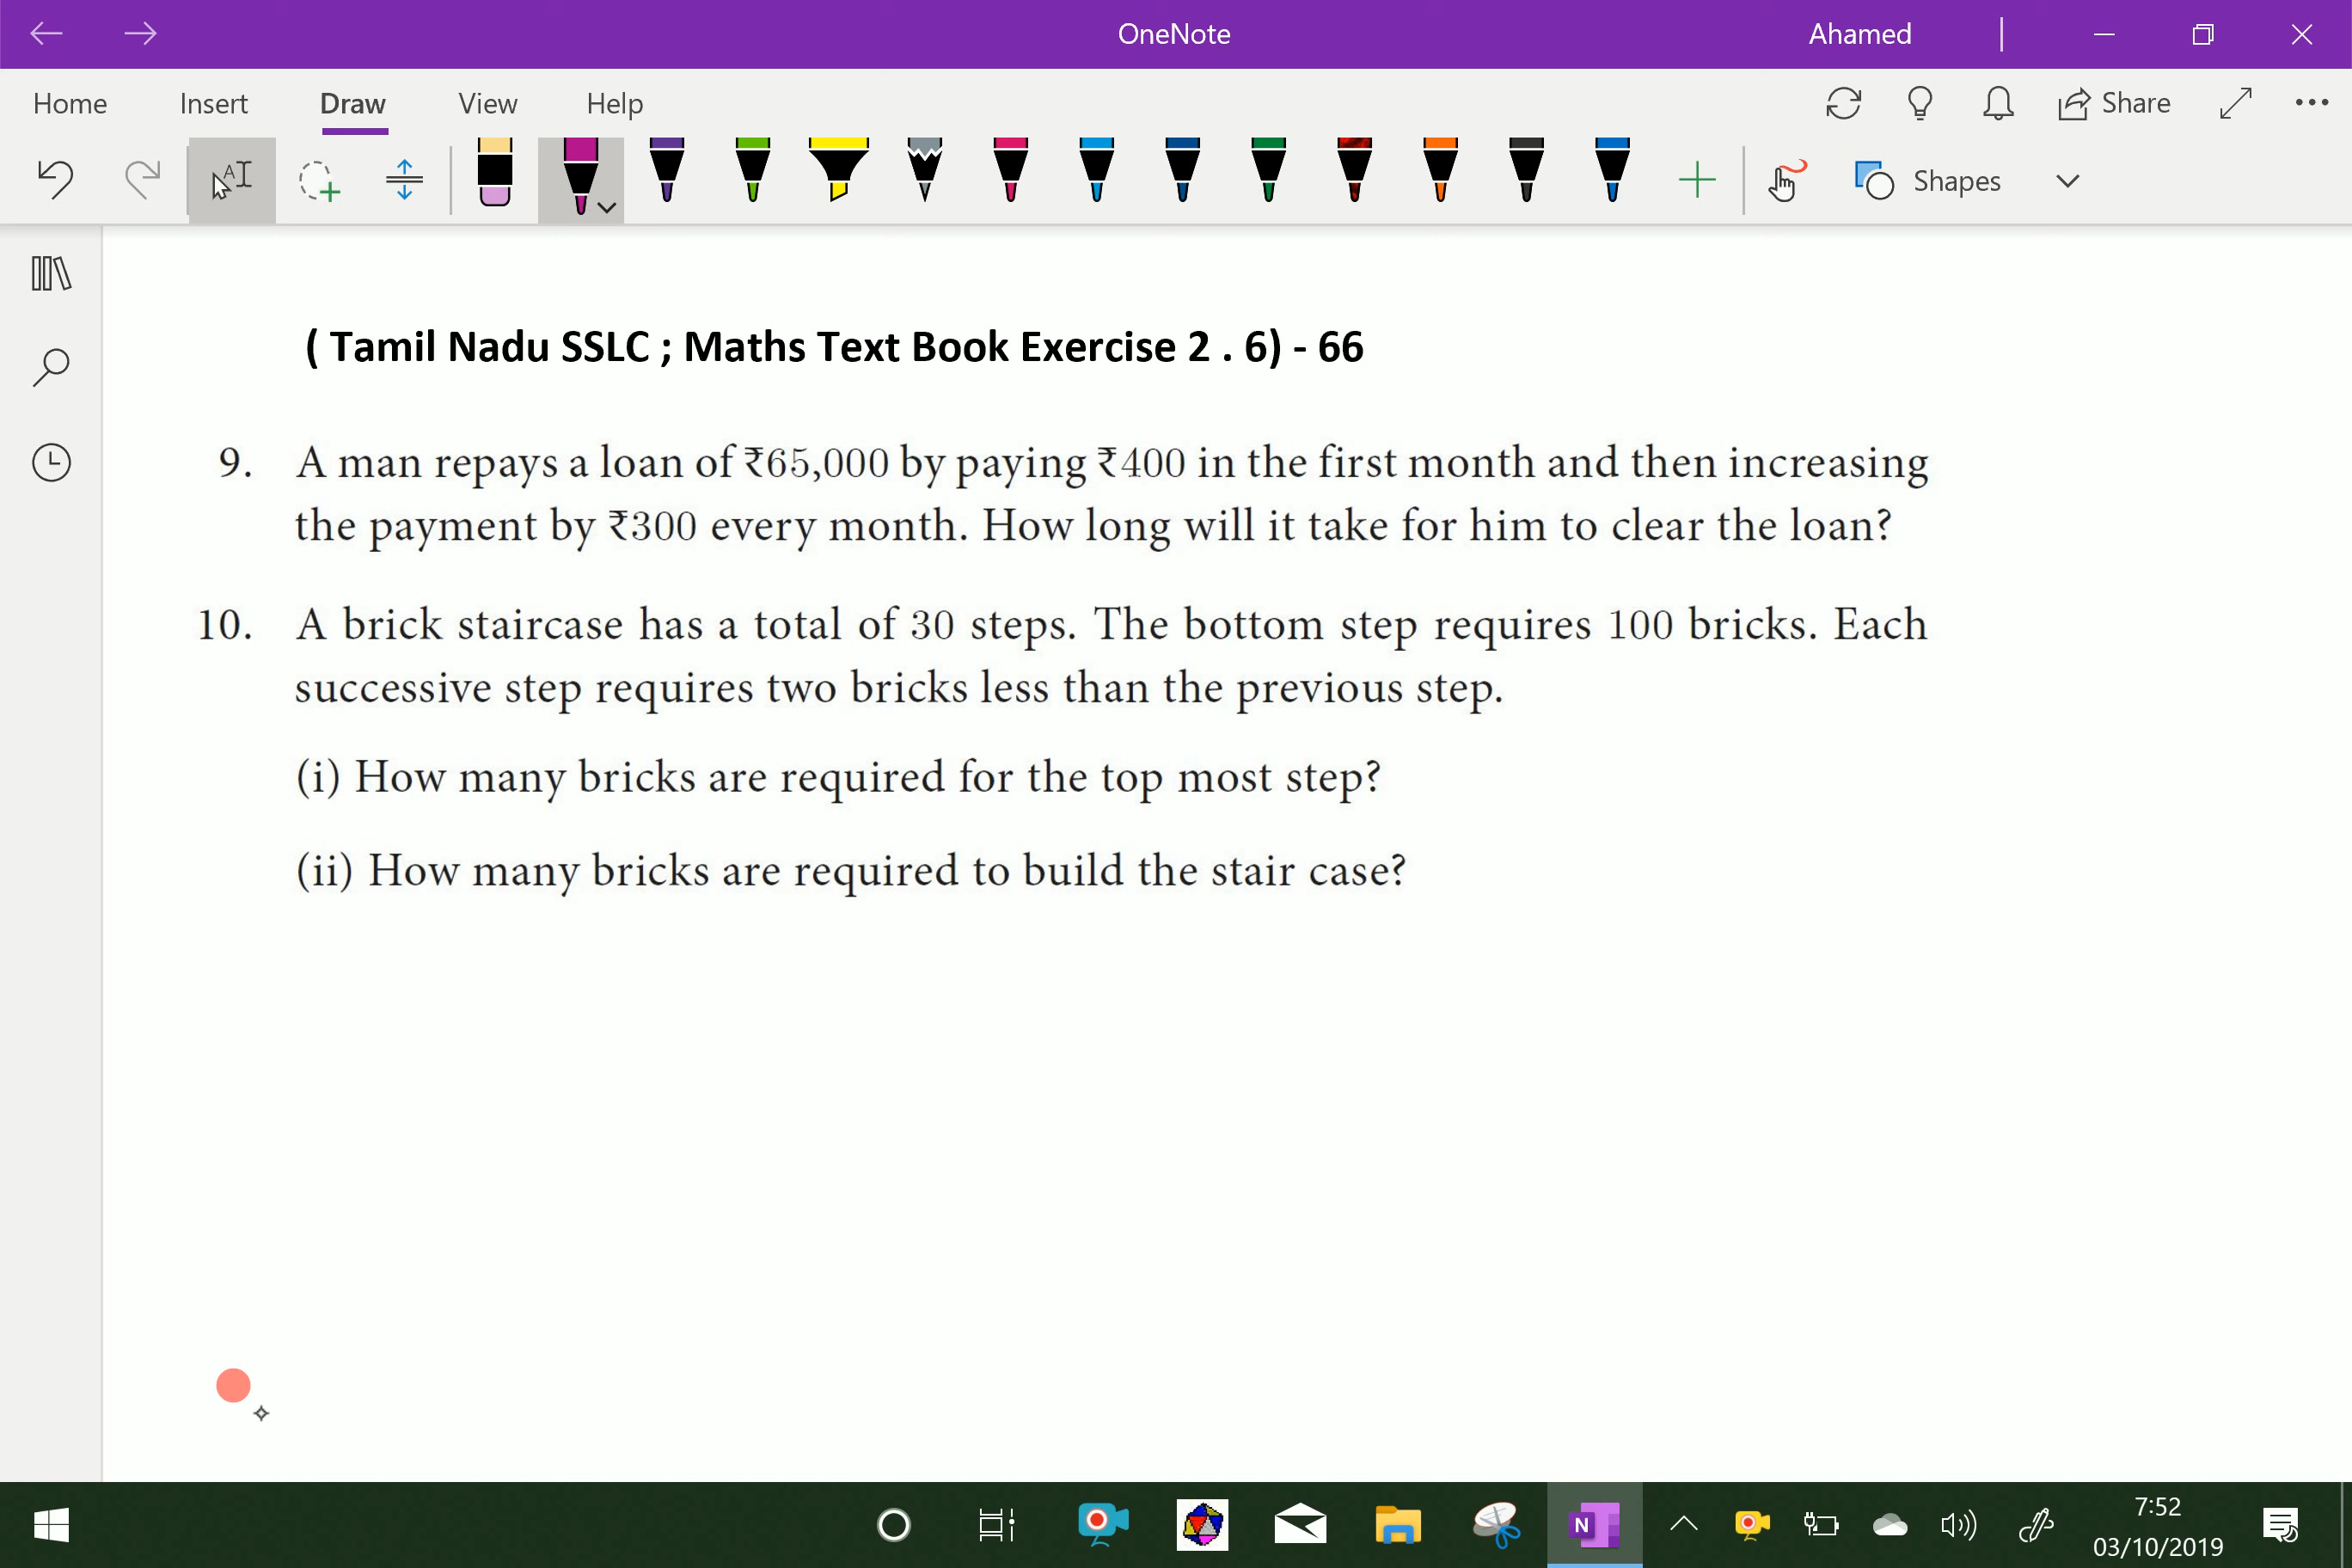 OneNote
Ahamed
Home Insert Draw View Help
Share
Shapes
( Tamil Nadu SSLC ; Maths Text Book Exercise 2 . 6) - 66
9. A man repays a loan of ₹65,000 by paying ₹400 in the first month and then increasing
the payment by ₹300 every month. How long will it take for him to clear the loan?
10. A brick staircase has a total of 30 steps. The bottom step requires 100 bricks. Each
successive step requires two bricks less than the previous step.
(i) How many bricks are required for the top most step?
(ii) How many bricks are required to build the stair case?
N
7:52
03/10/2019